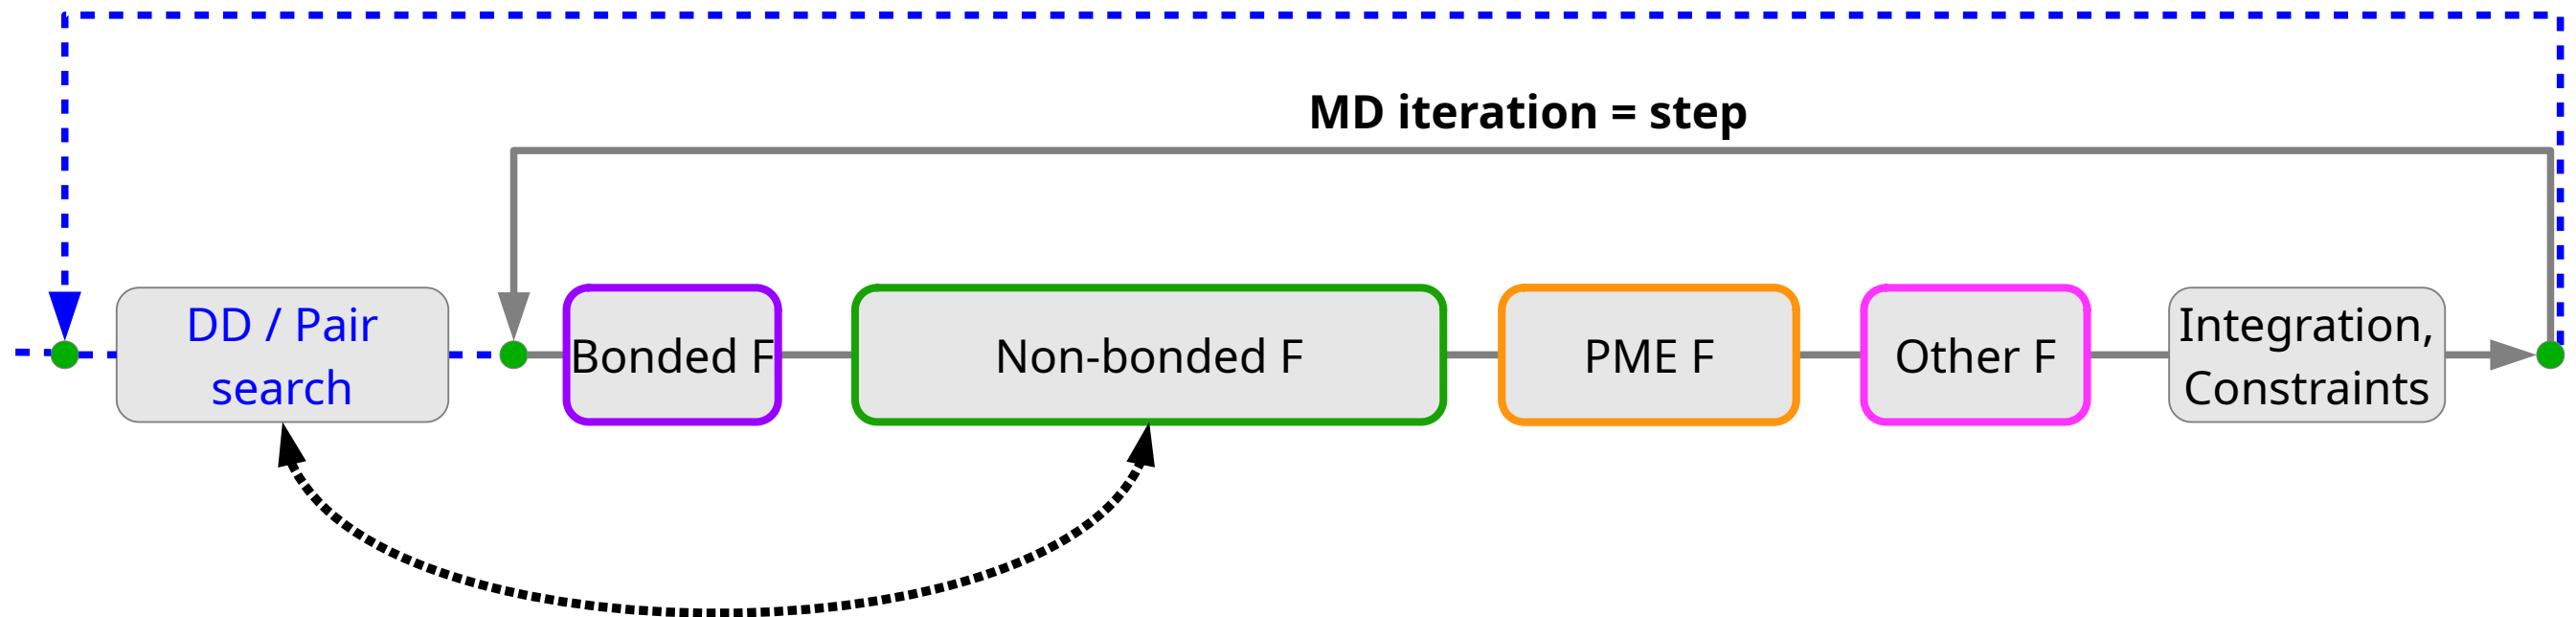 MD iteration = step
DD / Pair
search
Bonded F
Non-bonded F
PME F
Other F
Integration,
Constraints